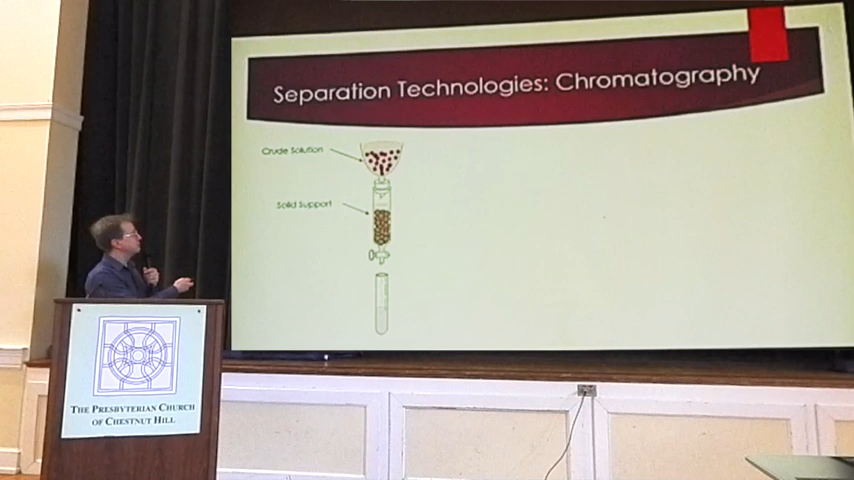 Separation Technologies: Chromatography
Crude Solution
Solid Support
THE PRESBYTERIAN CHURCH
OF CHESTNUT HILL